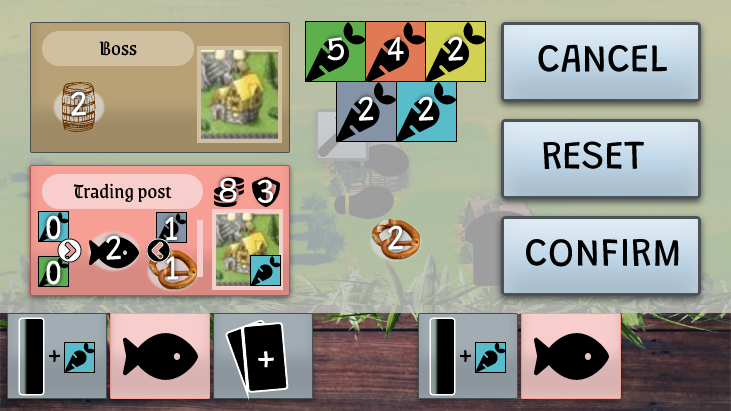 Boss
2
5 4 2
2 2
CANCEL
RESET
CONFIRM
Trading post
8 3
0 1
2
0 1
2
+
+
+